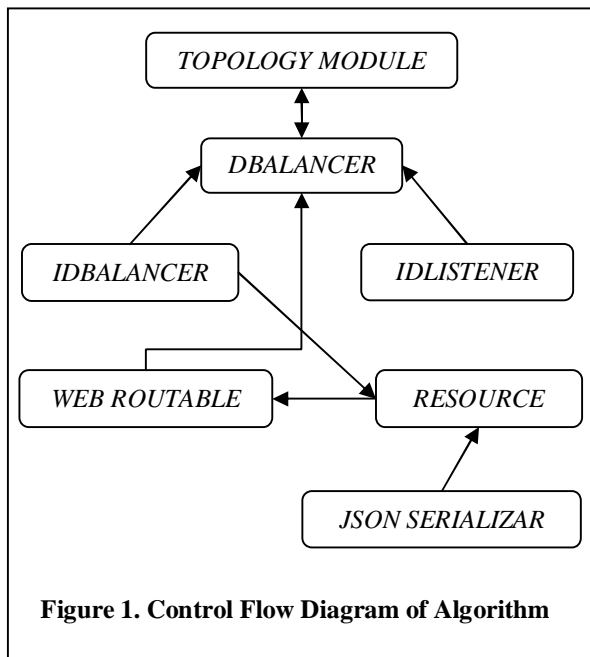 TOPOLOGY MODULE
DBALANCER
IDBALANCER
IDLISTENER
WEB ROUTABLE
RESOURCE
JSON SERIALIZAR
Figure 1. Control Flow Diagram of Algorithm